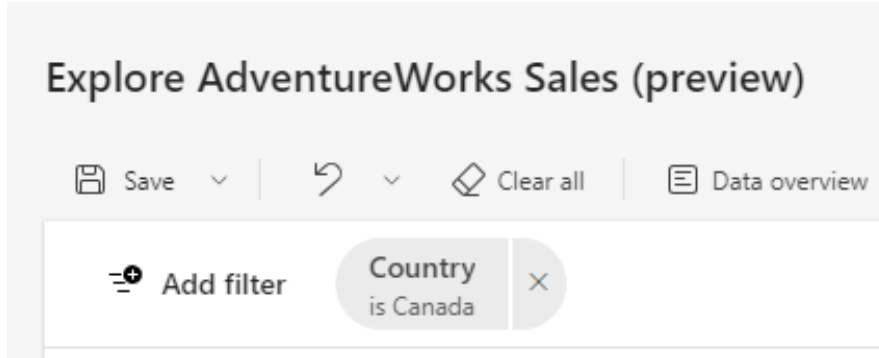 Explore AdventureWorks Sales (preview)
Save Clear all Data overview
Add filter
Country
is Canada